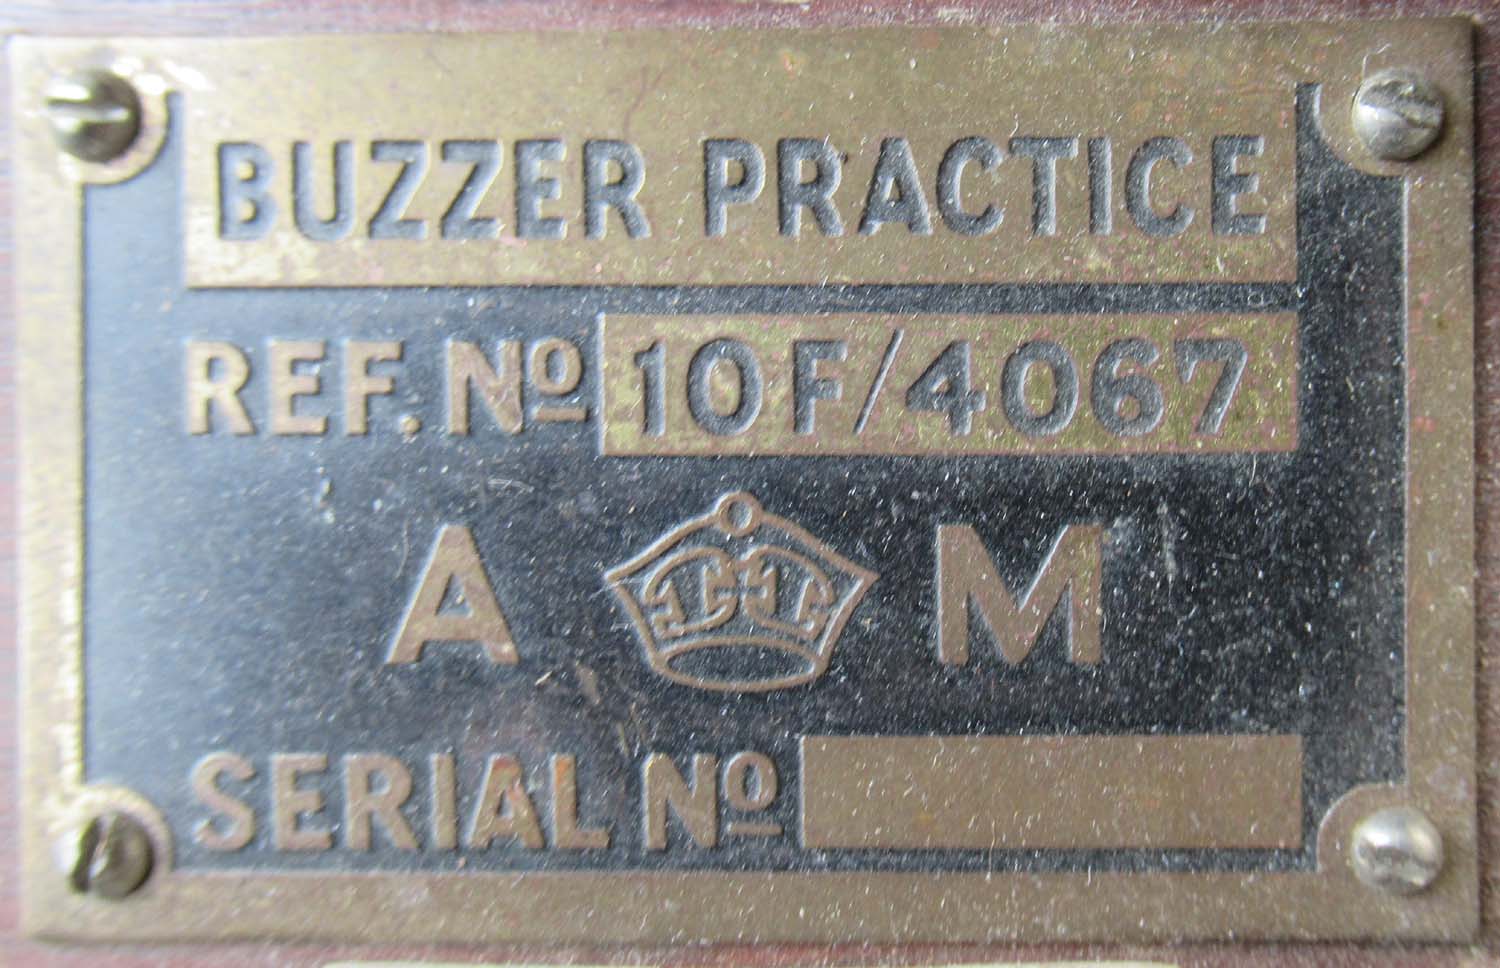 BUZZER PRACTICE
REF. Nº 10F/4067
A M
SERIAL Nº